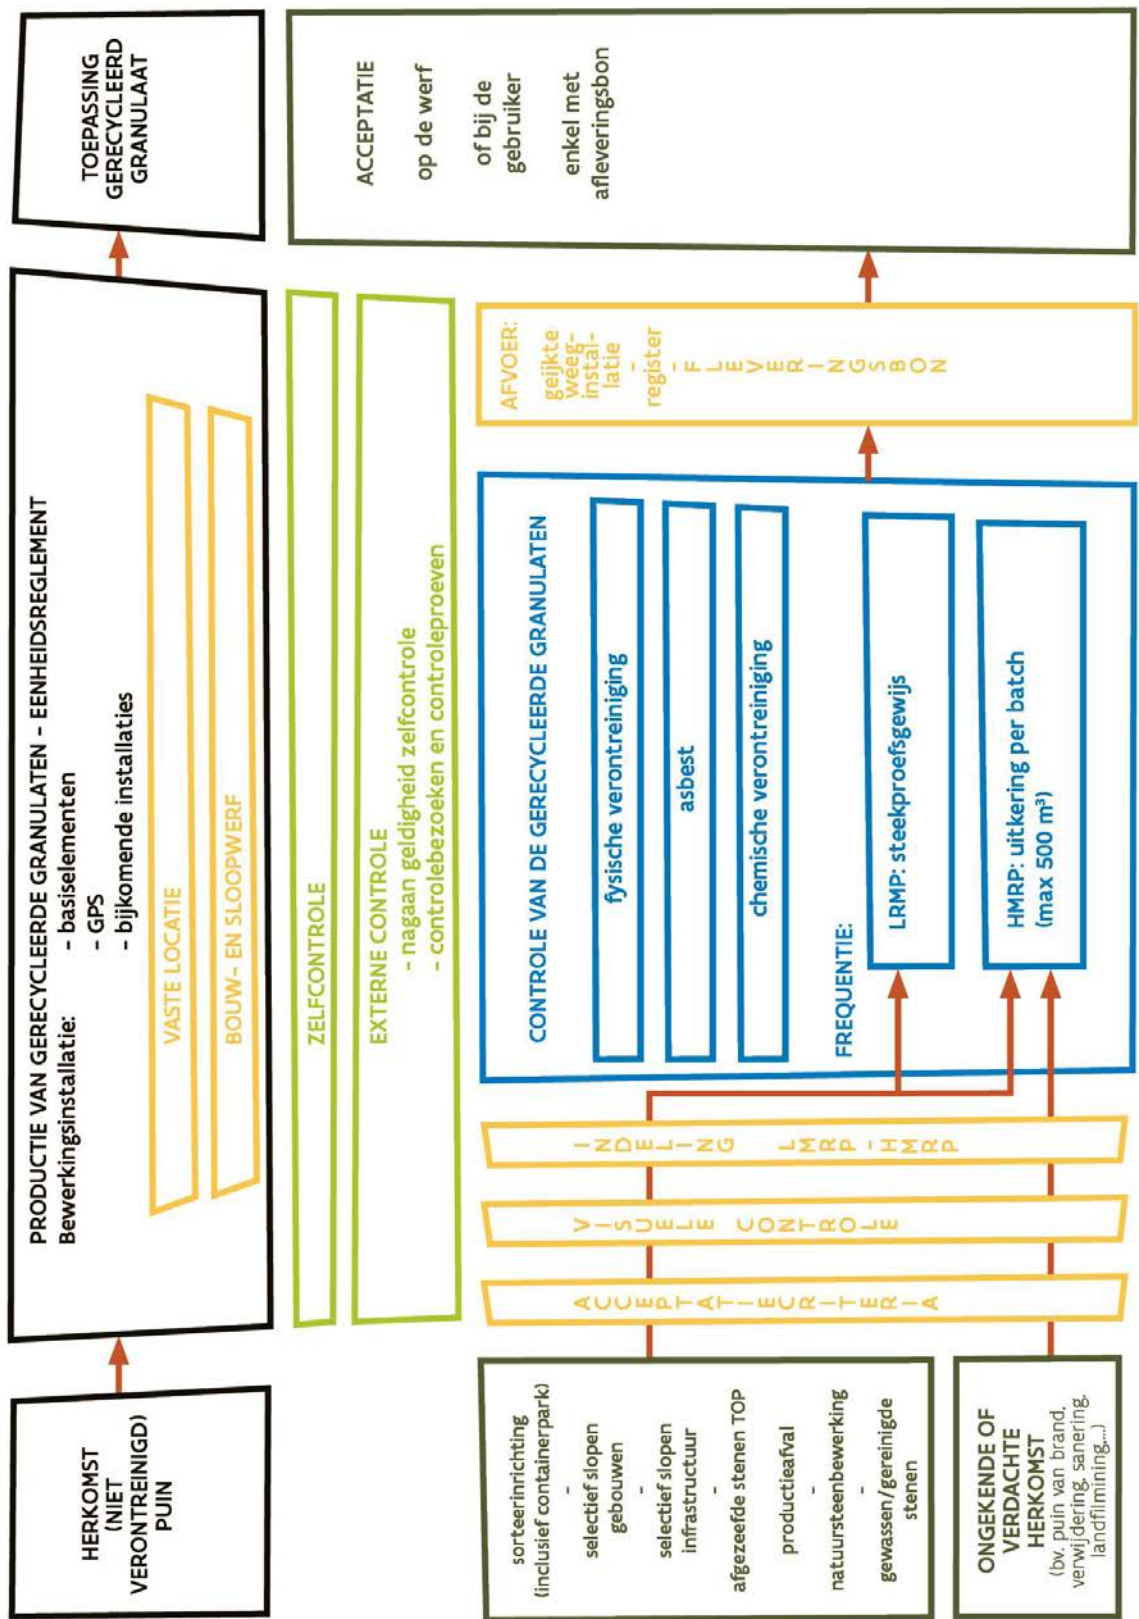 HERKOMST
(NIET
VERONTREINIGD)
PUIN
PRODUCTIE VAN GERECYCLEERDE GRANULATEN – EENHEIDSREGLEMENT
Bewerkingsinstallatie:
- basiselementen
- GPS
- bijkomende installaties
VASTE LOCATIE
BOUW- EN SLOOPWERF
TOEPASSING
GERECYCLEERD
GRANULAAT
ZELFCONTROLE
EXTERNE CONTROLE
- nagaan geldigheid zelfcontrole
- controlebezoeken en controleproeven
sorteerinrichting
(inclusief containerpark)
-
selectief slopen
gebouwen
-
selectief slopen
infrastructuur
-
afgezeefde stenen TOP
-
productieafval
-
natuursteenbewerking
-
gewassen/gereinigde
stenen
ONGEKENDE OF
VERDACHTE
HERKOMST
(bv. puin van brand,
verwijdering, sanering,
landfilmining,...)
ACCEPTATIECRITERIA
VISUELE CONTROLE
INDELING LMRP-HMRP
CONTROLE VAN DE GERECYCLEERDE GRANULATEN
fysische verontreiniging
asbest
chemische verontreiniging
FREQUENTIE:
LRMP: steekproefsgewijs
HMRP: uitkering per batch
(max 500 m³)
AFVOER:
geijkte
weeg-
instal-
latie
-
register
-
FLEVERINGSBON
ACCEPTATIE
op de werf
of bij de
gebruiker
enkel met
afleveringsbon